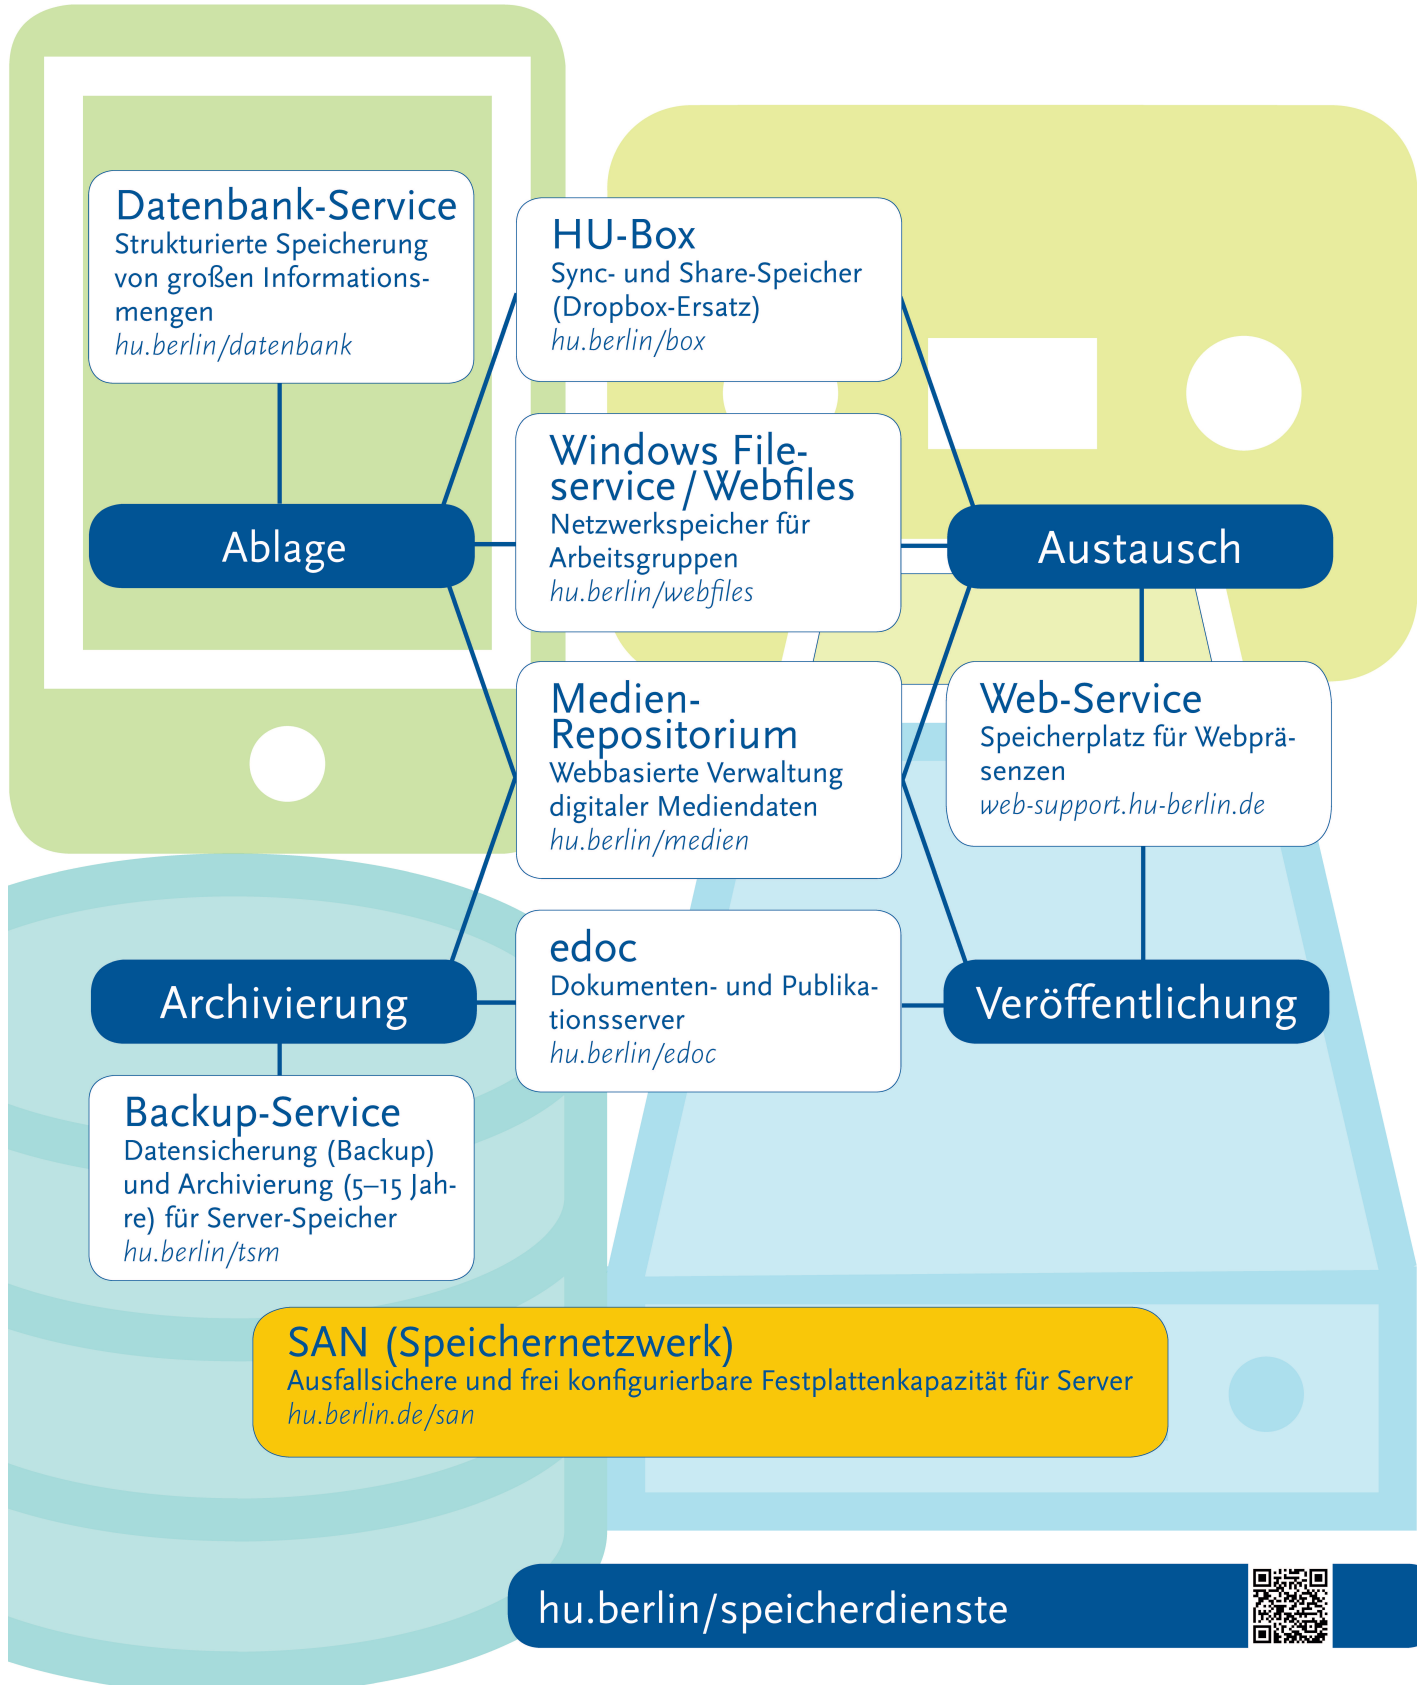 Datenbank-Service
Strukturierte Speicherung
von großen Informations-
mengen
hu.berlin/datenbank
HU-Box
Sync- und Share-Speicher
(Dropbox-Ersatz)
hu.berlin/box
Windows File-
service / Webfiles
Netzwerkspeicher für
Arbeitsgruppen
hu.berlin/webfiles
Ablage
Austausch
Medien-
Repositorium
Webbasierte Verwaltung
digitaler Mediendaten
hu.berlin/medien
Web-Service
Speicherplatz für Webprä-
senzen
web-support.hu-berlin.de
edoc
Dokumenten- und Publika-
tionsserver
hu.berlin/edoc
Archivierung
Veröffentlichung
Backup-Service
Datensicherung (Backup)
und Archivierung (5–15 Jah-
re) für Server-Speicher
hu.berlin/tsm
SAN (Speichernetzwerk)
Ausfallsichere und frei konfigurierbare Festplattenkapazität für Server
hu.berlin.de/san
hu.berlin/speicherdienste